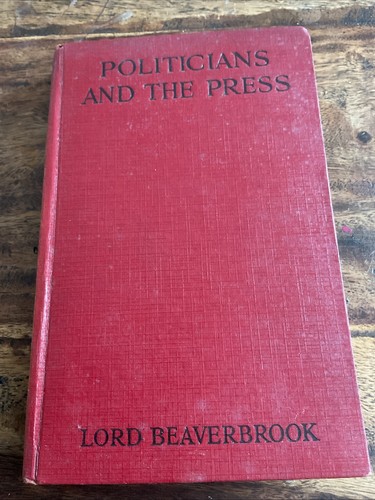 POLITICIANS
AND THE PRESS
LORD BEAVERBROOK